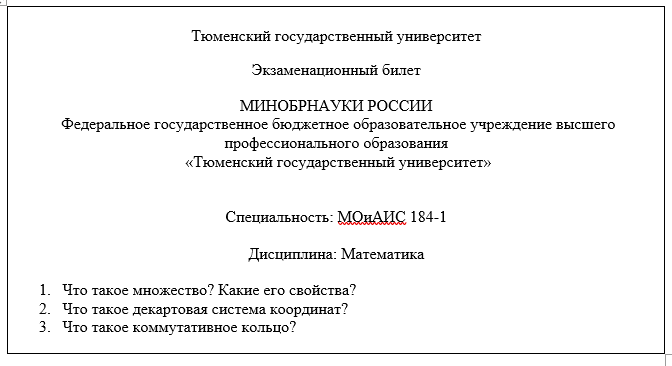 Тюменский государственный университет
Экзаменационный билет
МИНОБРНАУКИ РОССИИ
Федеральное государственное бюджетное образовательное учреждение высшего
профессионального образования
«Тюменский государственный университет»
Специальность: МОиАИС 184-1
Дисциплина: Математика
1. Что такое множество? Какие его свойства?
2. Что такое декартовая система координат?
3. Что такое коммутативное кольцо?